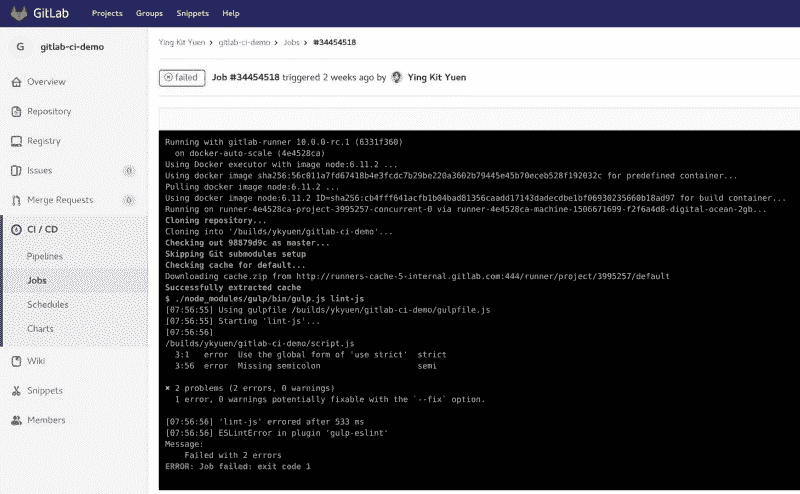 GitLab
Projects Groups Snippets Help
G gitlab-ci-demo
Overview
Repository
Registry
Issues 0
Merge Requests 0
CI / CD
Pipelines
Jobs
Schedules
Charts
Wiki
Snippets
Members
Ying Kit Yuen > gitlab-ci-demo > Jobs > #34454518
failed Job #34454518 triggered 2 weeks ago by Ying Kit Yuen
Running with gitlab-runner 10.0.0-rc.1 (6331f360)
on docker-auto-scale (4e4528ca)
Using Docker executor with image node:6.11.2 ...
Using docker image sha256:56c011a7fd67418b4e3fcdc7b29be220a3602b79445e45b70eceb528f192032c for predefined container...
Pulling docker image node:6.11.2 ...
Using docker image node:6.11.2 ID=sha256:cb4fff641acfb1b04bad81356caadd17143dadecdbe1bf06930235660b18ad97 for build container...
Running on runner-4e4528ca-project-3995257-concurrent-0 via runner-4e4528ca-machine-1506671699-f2f6a4d8-digital-ocean-2gb...
Cloning repository...
Cloning into '/builds/ykyuen/gitlab-ci-demo'...
Checking out 98879d9c as master...
Skipping Git submodules setup
Checking cache for default...
Downloading cache.zip from http://runners-cache-5-internal.gitlab.com:444/runner/project/3995257/default
Successfully extracted cache
$ ./node_modules/gulp/bin/gulp.js lint-js
[07:56:55] Using gulpfile /builds/ykyuen/gitlab-ci-demo/gulpfile.js
[07:56:55] Starting 'lint-js'...
[07:56:56]
/builds/ykyuen/gitlab-ci-demo/script.js
3:1 error Use the global form of 'use strict' strict
3:56 error Missing semicolon semi
✖ 2 problems (2 errors, 0 warnings)
1 error, 0 warnings potentially fixable with the `--fix` option.
[07:56:56] 'lint-js' errored after 533 ms
[07:56:56] ESLintError in plugin 'gulp-eslint'
Message:
Failed with 2 errors
ERROR: Job failed: exit code 1